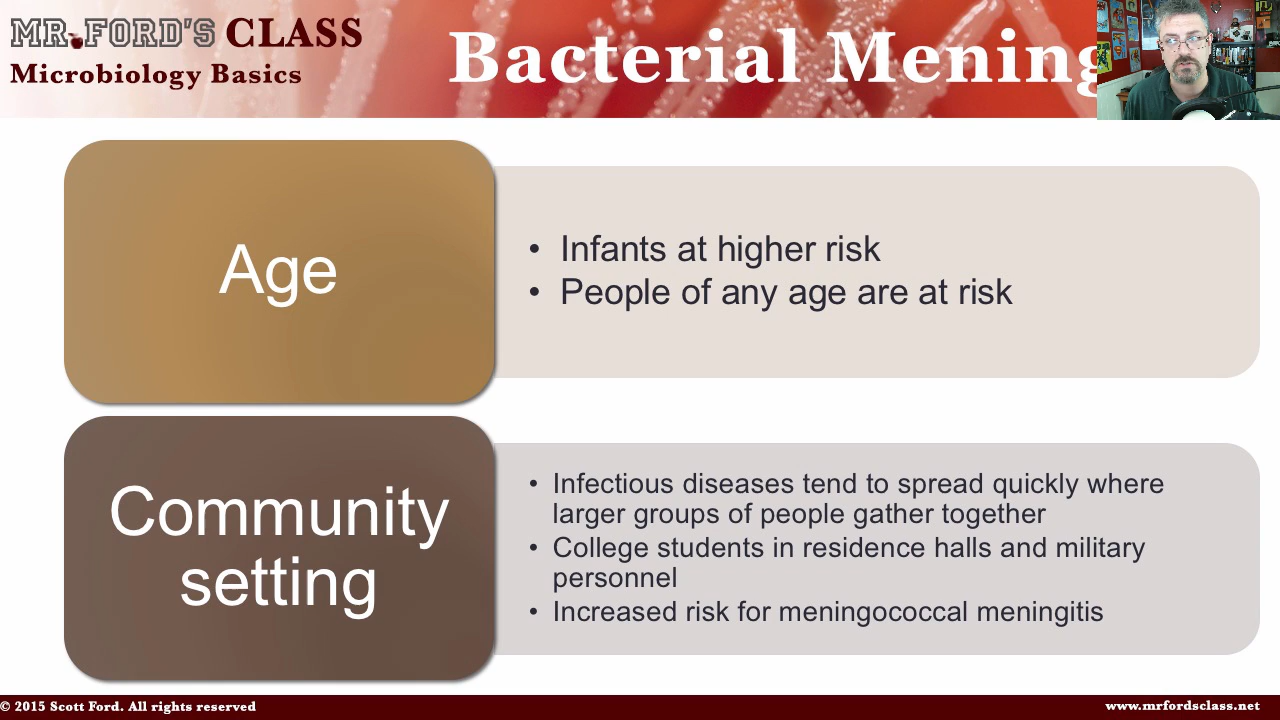 MR. FORD'S CLASS
Microbiology Basics
Bacterial Mening
Age
• Infants at higher risk
• People of any age are at risk
Community
setting
• Infectious diseases tend to spread quickly where
larger groups of people gather together
• College students in residence halls and military
personnel
• Increased risk for meningococcal meningitis
© 2015 Scott Ford. All rights reserved
www.mrfordsclass.net